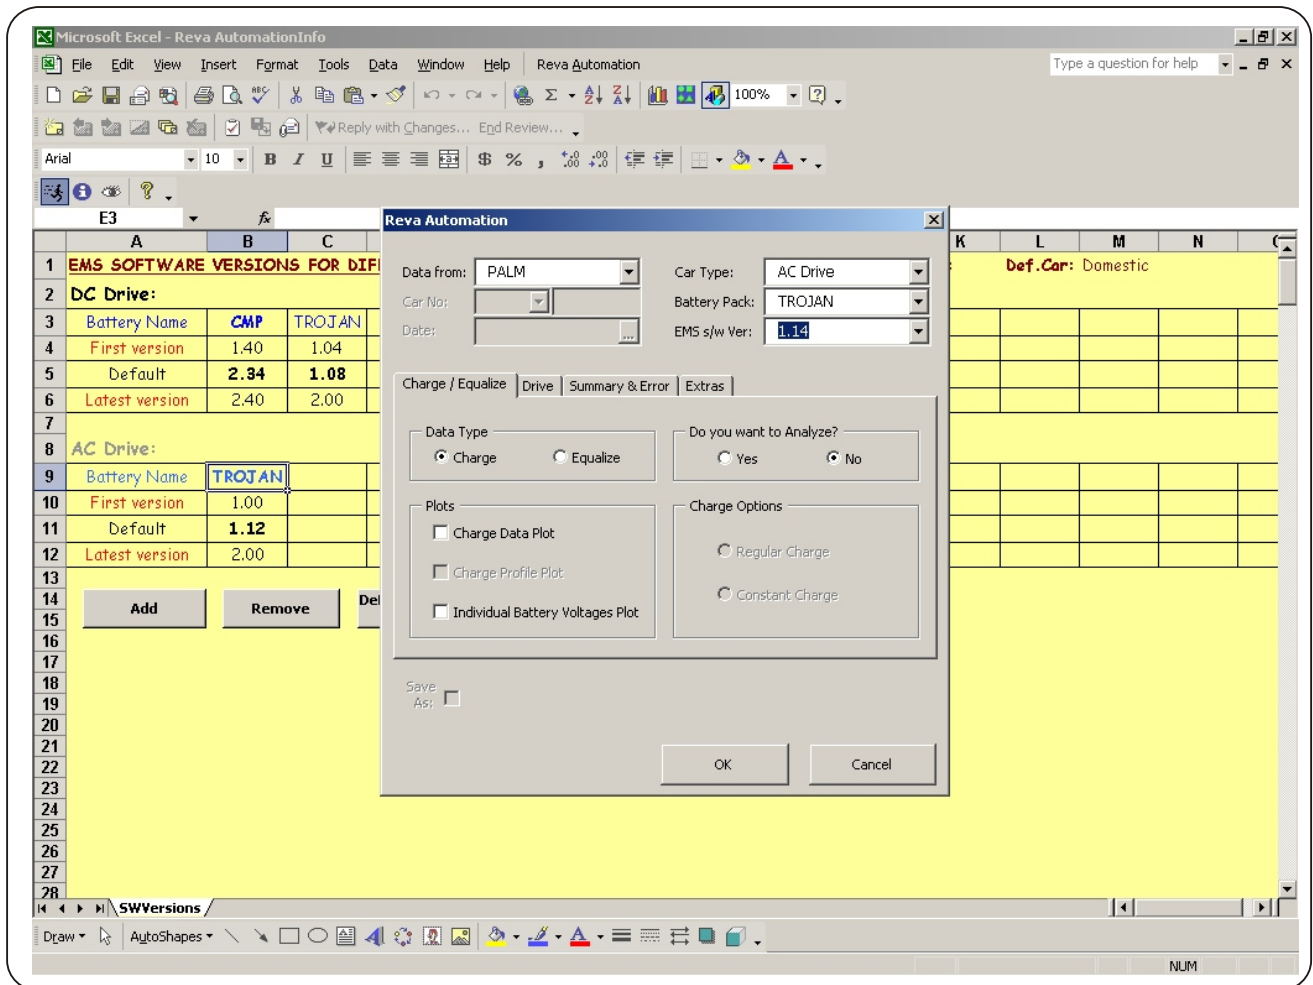 Microsoft Excel - Reva AutomationInfo
File Edit View Insert Format Tools Data Window Help Reva Automation Type a question for help
100%
Reply with Changes... End Review...
Arial 10 B I U $ % ,
E3 fx
A B C K L M N
1 EMS SOFTWARE VERSIONS FOR DIF Def.Car: Domestic
2 DC Drive:
3 Battery Name CMP TROJAN
4 First version 1.40 1.04
5 Default 2.34 1.08
6 Latest version 2.40 2.00
7
8 AC Drive:
9 Battery Name TROJAN
10 First version 1.00
11 Default 1.12
12 Latest version 2.00
13
14
15
Add Remove De
16
17
18
19
20
21
22
23
24
25
26
27
28
Reva Automation
Data from: PALM Car Type: AC Drive
Car No: Battery Pack: TROJAN
Date: ... EMS s/w Ver: 1.14
Charge / Equalize Drive Summary & Error Extras
Data Type Do you want to Analyze?
Charge Equalize Yes No
Plots Charge Options
Charge Data Plot
Regular Charge
Charge Profile Plot
Constant Charge
Individual Battery Voltages Plot
Save
As:
OK Cancel
SWVersions
Draw AutoShapes
NUM